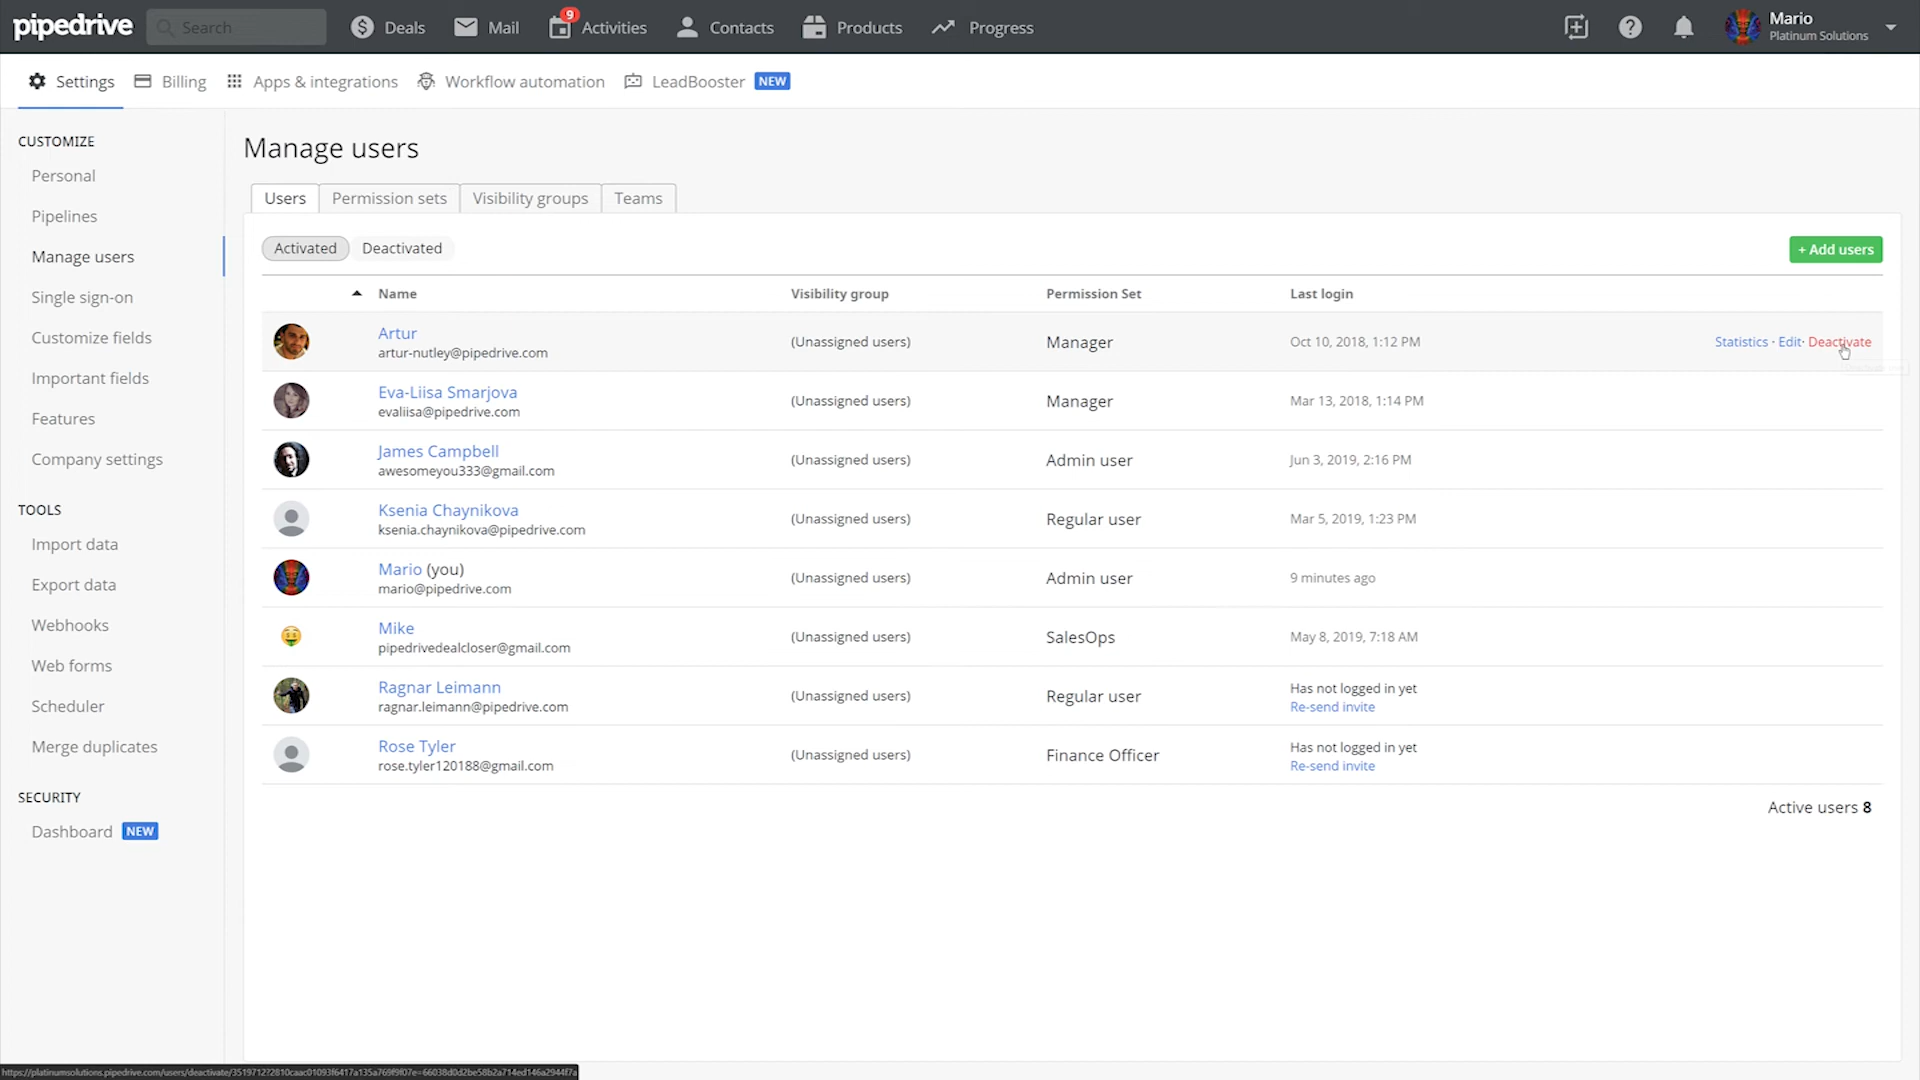 pipedrive
Search
Deals
Mail
9
Activities
Contacts
Products
Progress
Mario
Platinum Solutions
Settings
Billing
Apps & integrations
Workflow automation
LeadBooster NEW
CUSTOMIZE
Personal
Pipelines
Manage users
Single sign-on
Customize fields
Important fields
Features
Company settings
TOOLS
Import data
Export data
Webhooks
Web forms
Scheduler
Merge duplicates
SECURITY
Dashboard NEW
Manage users
Users
Permission sets
Visibility groups
Teams
Activated
Deactivated
+ Add users
Name Visibility group Permission Set Last login
Artur
artur-nutley@pipedrive.com
(Unassigned users)
Manager
Oct 10, 2018, 1:12 PM
Statistics · Edit· Deactivate
Eva-Liisa Smarjova
evaliisa@pipedrive.com
(Unassigned users)
Manager
Mar 13, 2018, 1:14 PM
James Campbell
awesomeyou333@gmail.com
(Unassigned users)
Admin user
Jun 3, 2019, 2:16 PM
Ksenia Chaynikova
ksenia.chaynikova@pipedrive.com
(Unassigned users)
Regular user
Mar 5, 2019, 1:23 PM
Mario (you)
mario@pipedrive.com
(Unassigned users)
Admin user
9 minutes ago
Mike
pipedrivedealcloser@gmail.com
(Unassigned users)
SalesOps
May 8, 2019, 7:18 AM
Ragnar Leimann
ragnar.leimann@pipedrive.com
(Unassigned users)
Regular user
Has not logged in yet
Re-send invite
Rose Tyler
rose.tyler120188@gmail.com
(Unassigned users)
Finance Officer
Has not logged in yet
Re-send invite
Active users 8